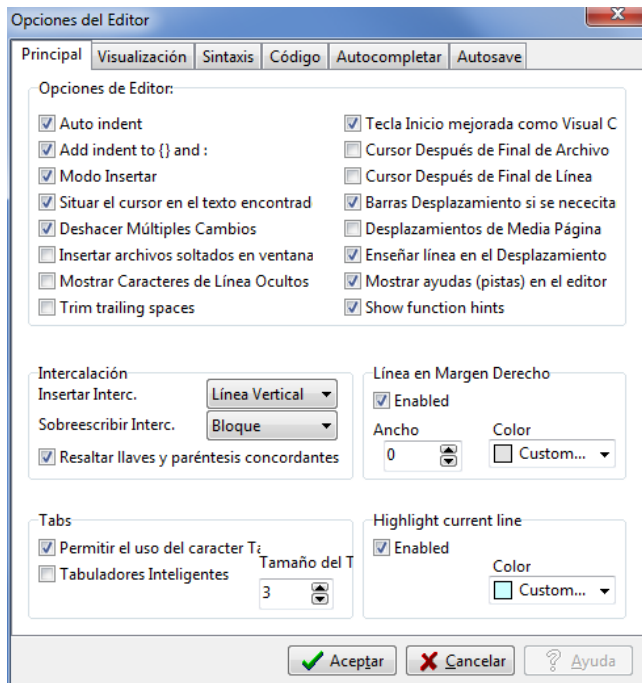 Opciones del Editor
Principal Visualización Sintaxis Código Autocompletar Autosave
Opciones de Editor:
Auto indent
Add indent to {} and :
Modo Insertar
Situar el cursor en el texto encontrad
Deshacer Múltiples Cambios
Insertar archivos soltados en ventana
Mostrar Caracteres de Línea Ocultos
Trim trailing spaces
Tecla Inicio mejorada como Visual C
Cursor Después de Final de Archivo
Cursor Después de Final de Línea
Barras Desplazamiento si se nececita
Desplazamientos de Media Página
Enseñar línea en el Desplazamiento
Mostrar ayudas (pistas) en el editor
Show function hints
Intercalación
Insertar Interc. Línea Vertical
Sobreescribir Interc. Bloque
Resaltar llaves y paréntesis concordantes
Línea en Margen Derecho
Enabled
Ancho Color
0 Custom...
Tabs
Permitir el uso del caracter Ta
Tabuladores Inteligentes
Tamaño del T
3
Highlight current line
Enabled
Color
Custom...
Aceptar Cancelar Ayuda